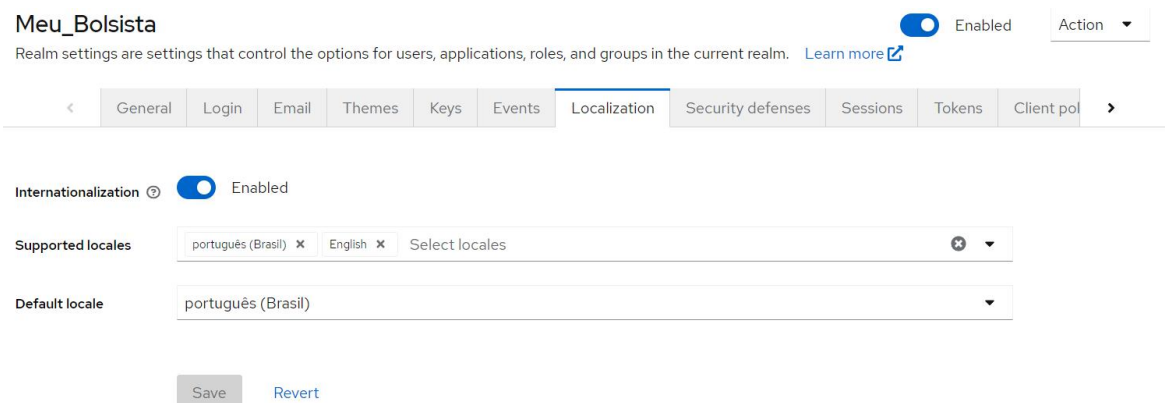 Meu_Bolsista Enabled Action
Realm settings are settings that control the options for users, applications, roles, and groups in the current realm. Learn more
General Login Email Themes Keys Events Localization Security defenses Sessions Tokens Client pol
Internationalization Enabled
Supported locales português (Brasil) English Select locales
Default locale português (Brasil)
Save Revert